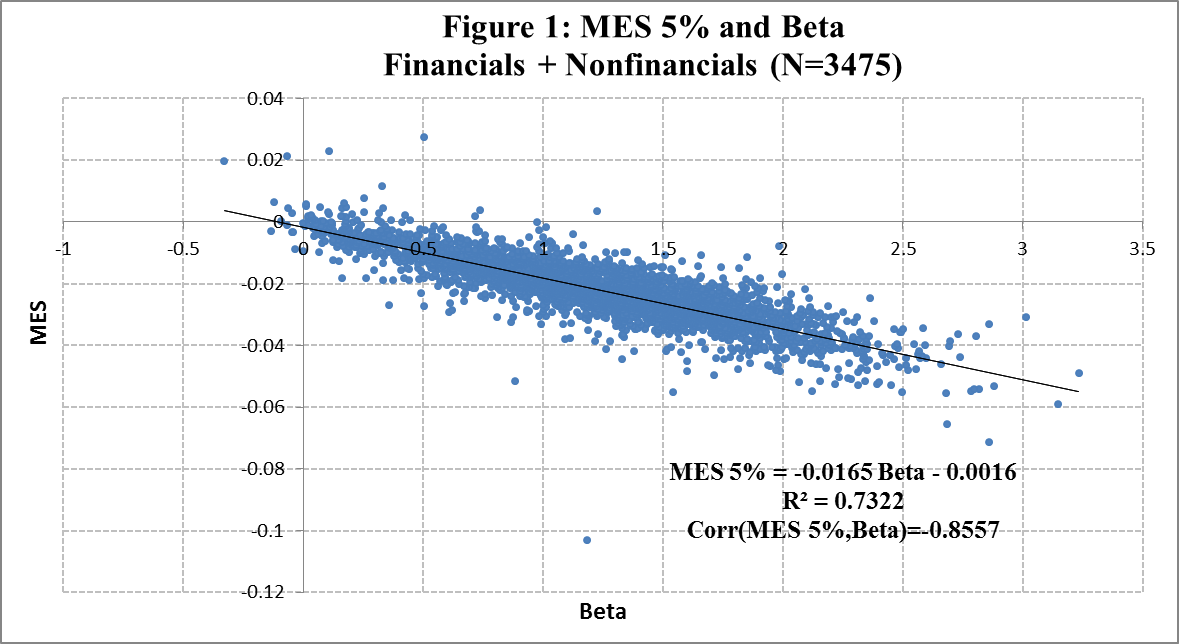 Figure 1: MES 5% and Beta
Financials + Nonfinancials (N=3475)
0.04
0.02
0
-1 -0.5 0 0.5 1 1.5 2 2.5 3 3.5
-0.02
-0.04
MES
-0.06
-0.08
MES 5% = -0.0165 Beta - 0.0016
R² = 0.7322
-0.1
Corr(MES 5%,Beta)=-0.8557
-0.12
Beta